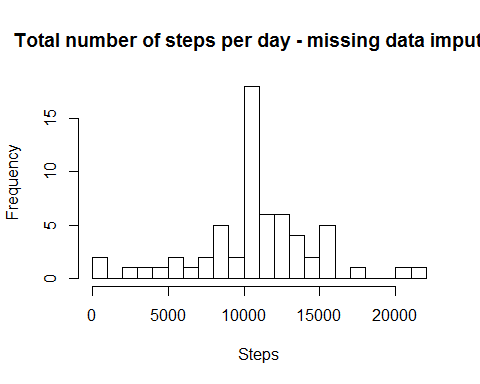 Total number of steps per day - missing data imput
Frequency
15
10
5
0
0 5000 10000 15000 20000
Steps